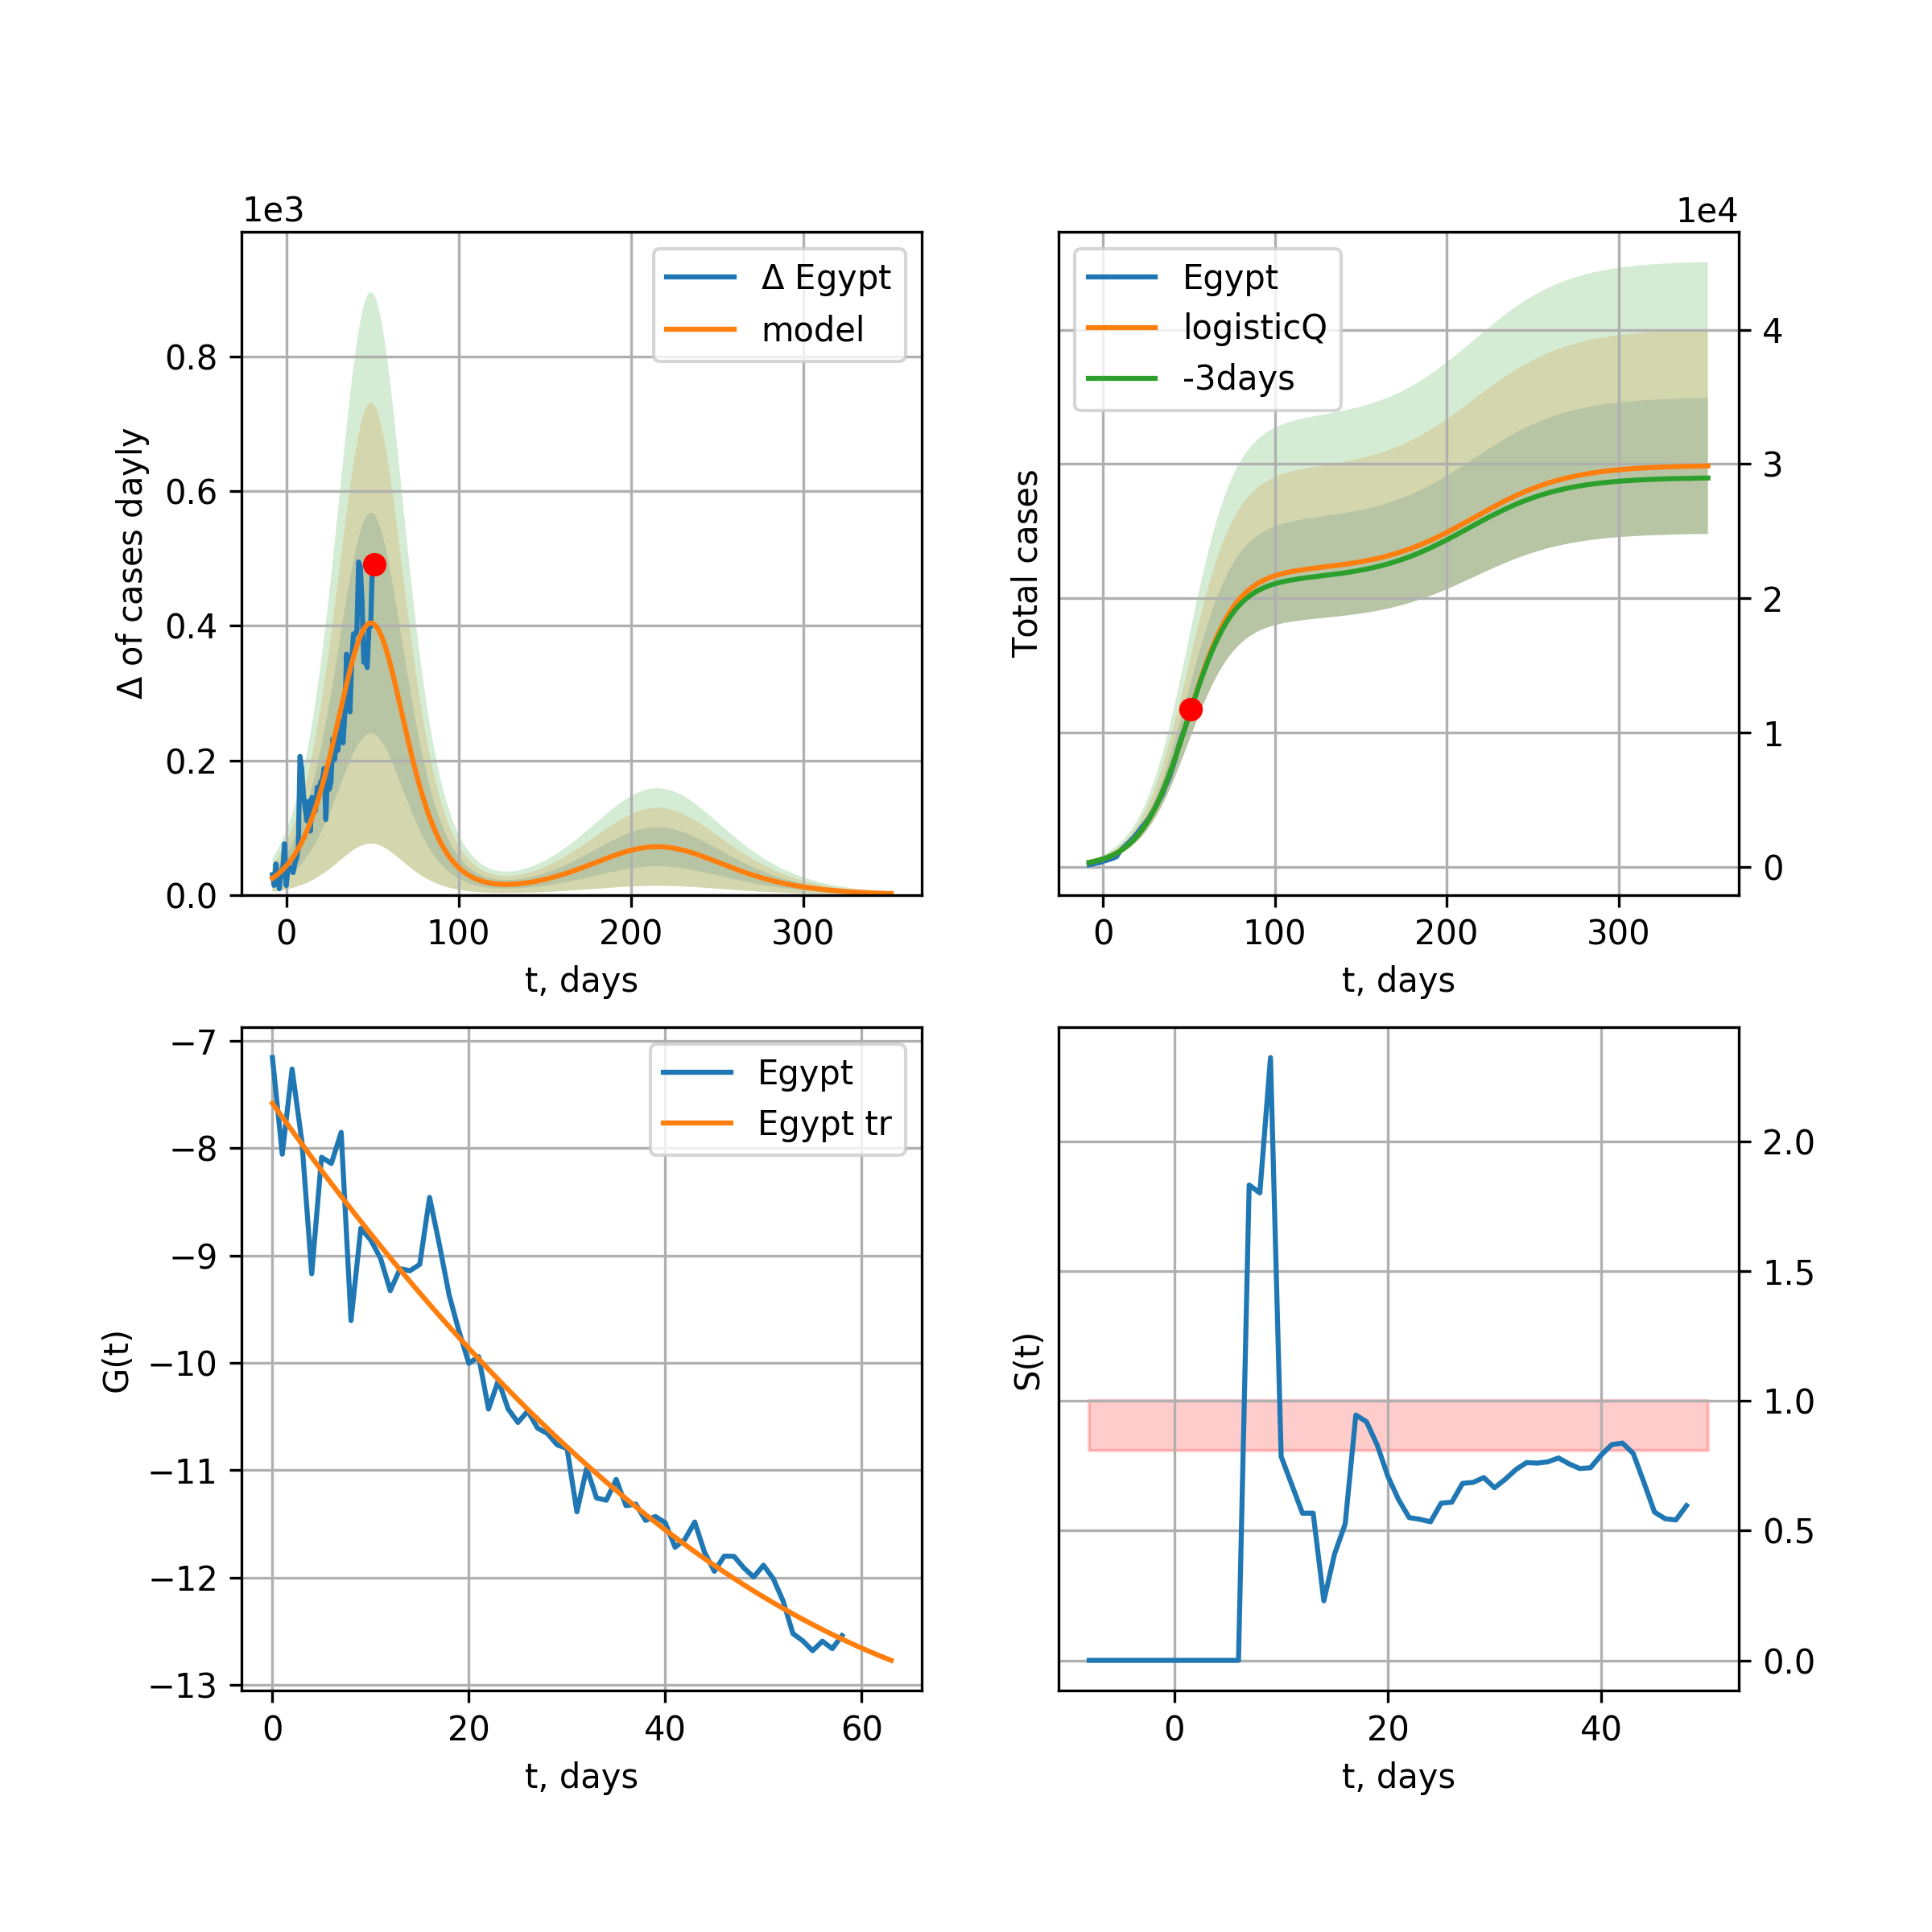 1e3
Δ of cases dayly
0.8
0.6
0.4
0.2
0.0
Δ Egypt
model
0 100 200 300
t, days
1e4
Total cases
Egypt
logisticQ
-3days
4
3
2
1
0
0 100 200 300
t, days
G(t)
−7
−8
−9
−10
−11
−12
−13
Egypt
Egypt tr
0 20 40 60
t, days
S(t)
2.0
1.5
1.0
0.5
0.0
0 20 40
t, days